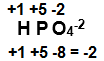 +1 +5 -2
H P O₄⁻²
+1 +5 -8 = -2